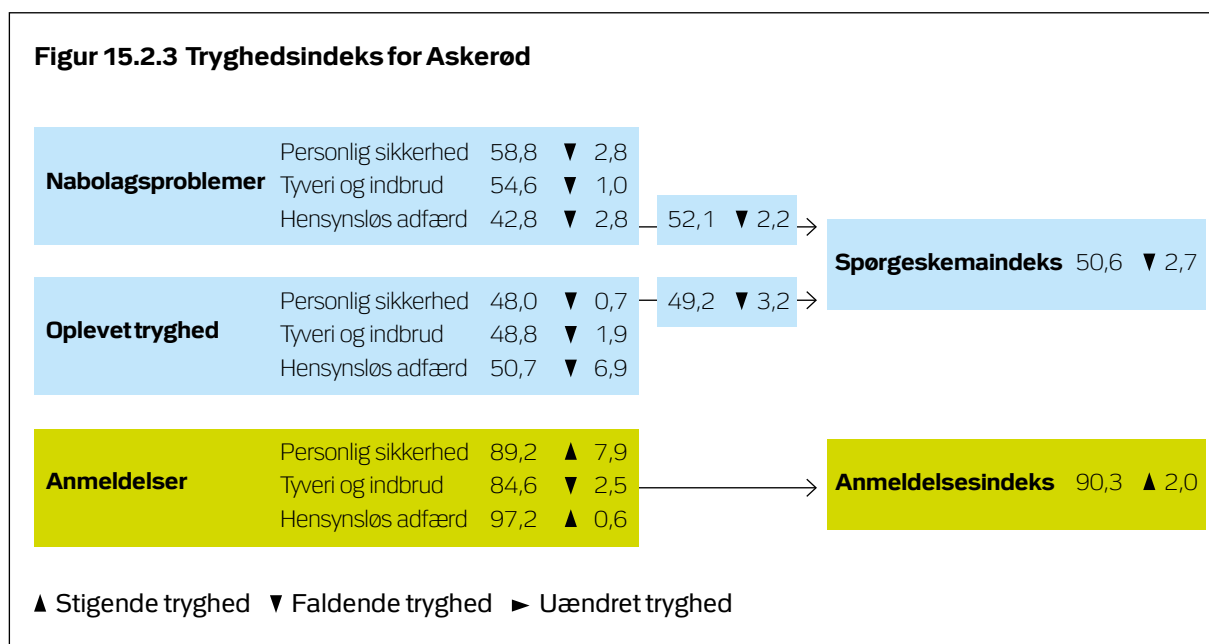 Figur 15.2.3 Tryghedsindeks for Askerød
Nabolagsproblemer
Personlig sikkerhed 58,8 ▼ 2,8
Tyveri og indbrud 54,6 ▼ 1,0
Hensynsløs adfærd 42,8 ▼ 2,8
52,1 ▼ 2,2
Oplevet tryghed
Personlig sikkerhed 48,0 ▼ 0,7
Tyveri og indbrud 48,8 ▼ 1,9
Hensynsløs adfærd 50,7 ▼ 6,9
49,2 ▼ 3,2
Spørgeskemaindeks 50,6 ▼ 2,7
Anmeldelser
Personlig sikkerhed 89,2 ▲ 7,9
Tyveri og indbrud 84,6 ▼ 2,5
Hensynsløs adfærd 97,2 ▲ 0,6
Anmeldelsesindeks 90,3 ▲ 2,0
▲ Stigende tryghed ▼ Faldende tryghed ► Uændret tryghed